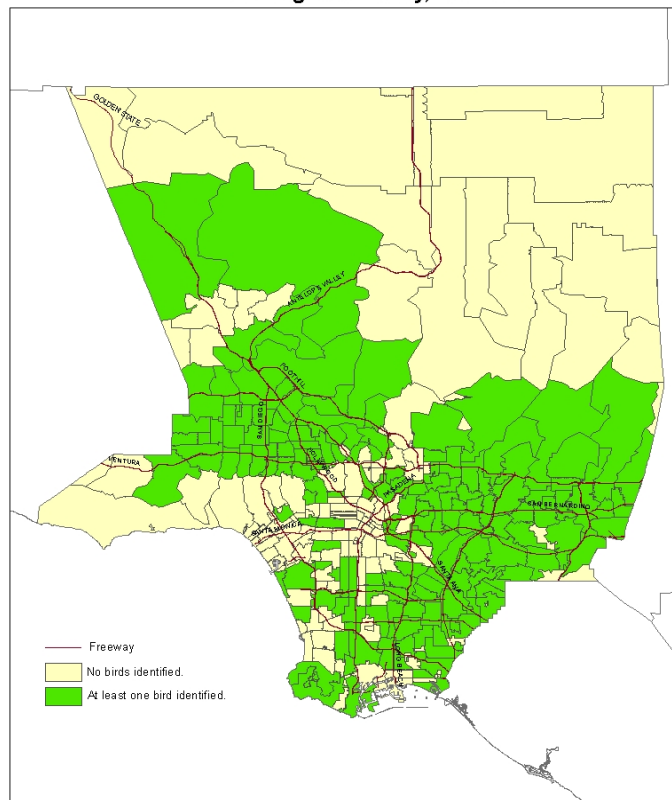 GOLDEN STATE
ANTELOPE VALLEY
FOOTHILL
SAN DIEGO
VENTURA
HOLLYWOOD
PASADENA
SAN BERNARDINO
SANTA MONICA
SANTA ANA
LONG BEACH
Freeway
No birds identified.
At least one bird identified.